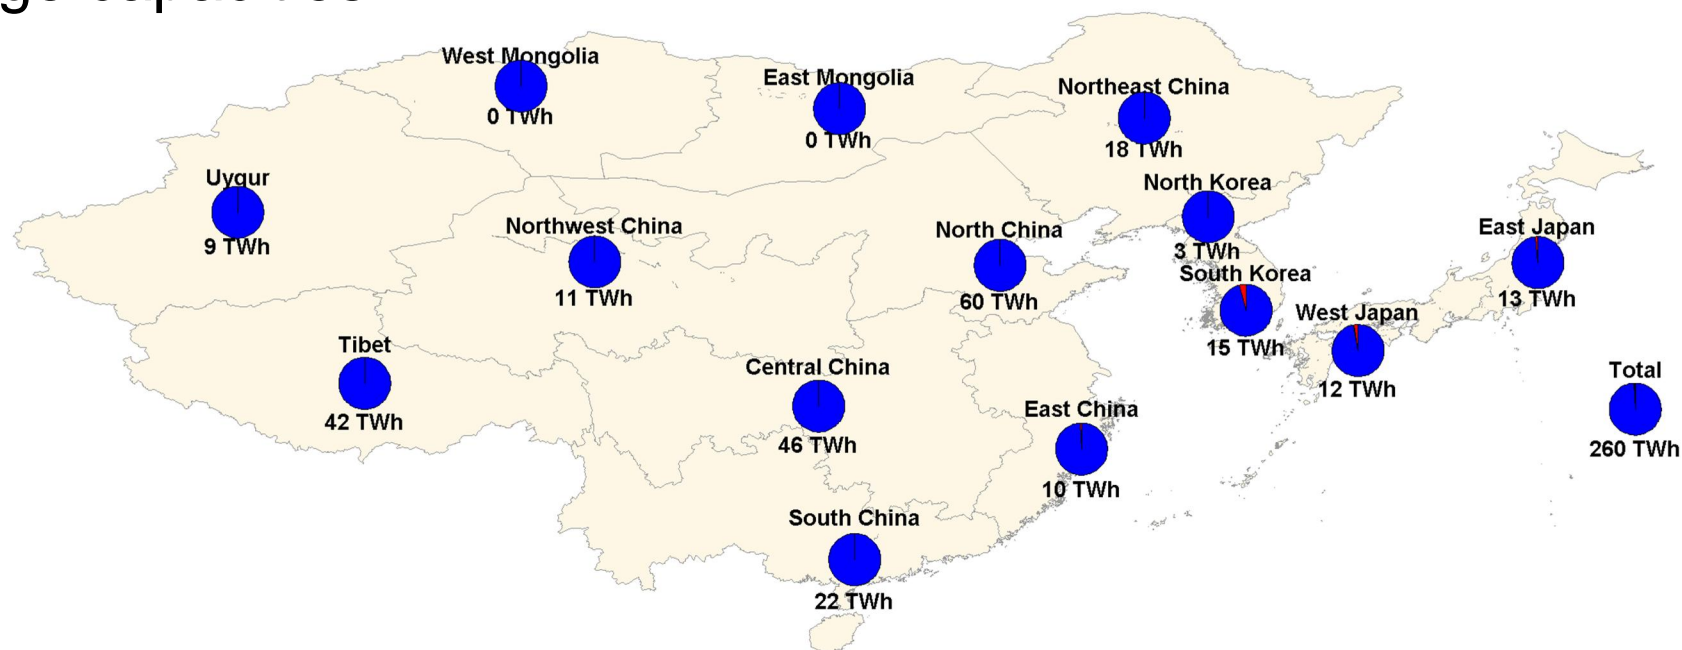 West Mongolia
0 TWh
East Mongolia
0 TWh
Northeast China
18 TWh
Uygur
9 TWh
North Korea
3 TWh
Northwest China
11 TWh
North China
60 TWh
East Japan
13 TWh
South Korea
15 TWh
West Japan
12 TWh
Tibet
42 TWh
Central China
46 TWh
Total
260 TWh
East China
10 TWh
South China
22 TWh